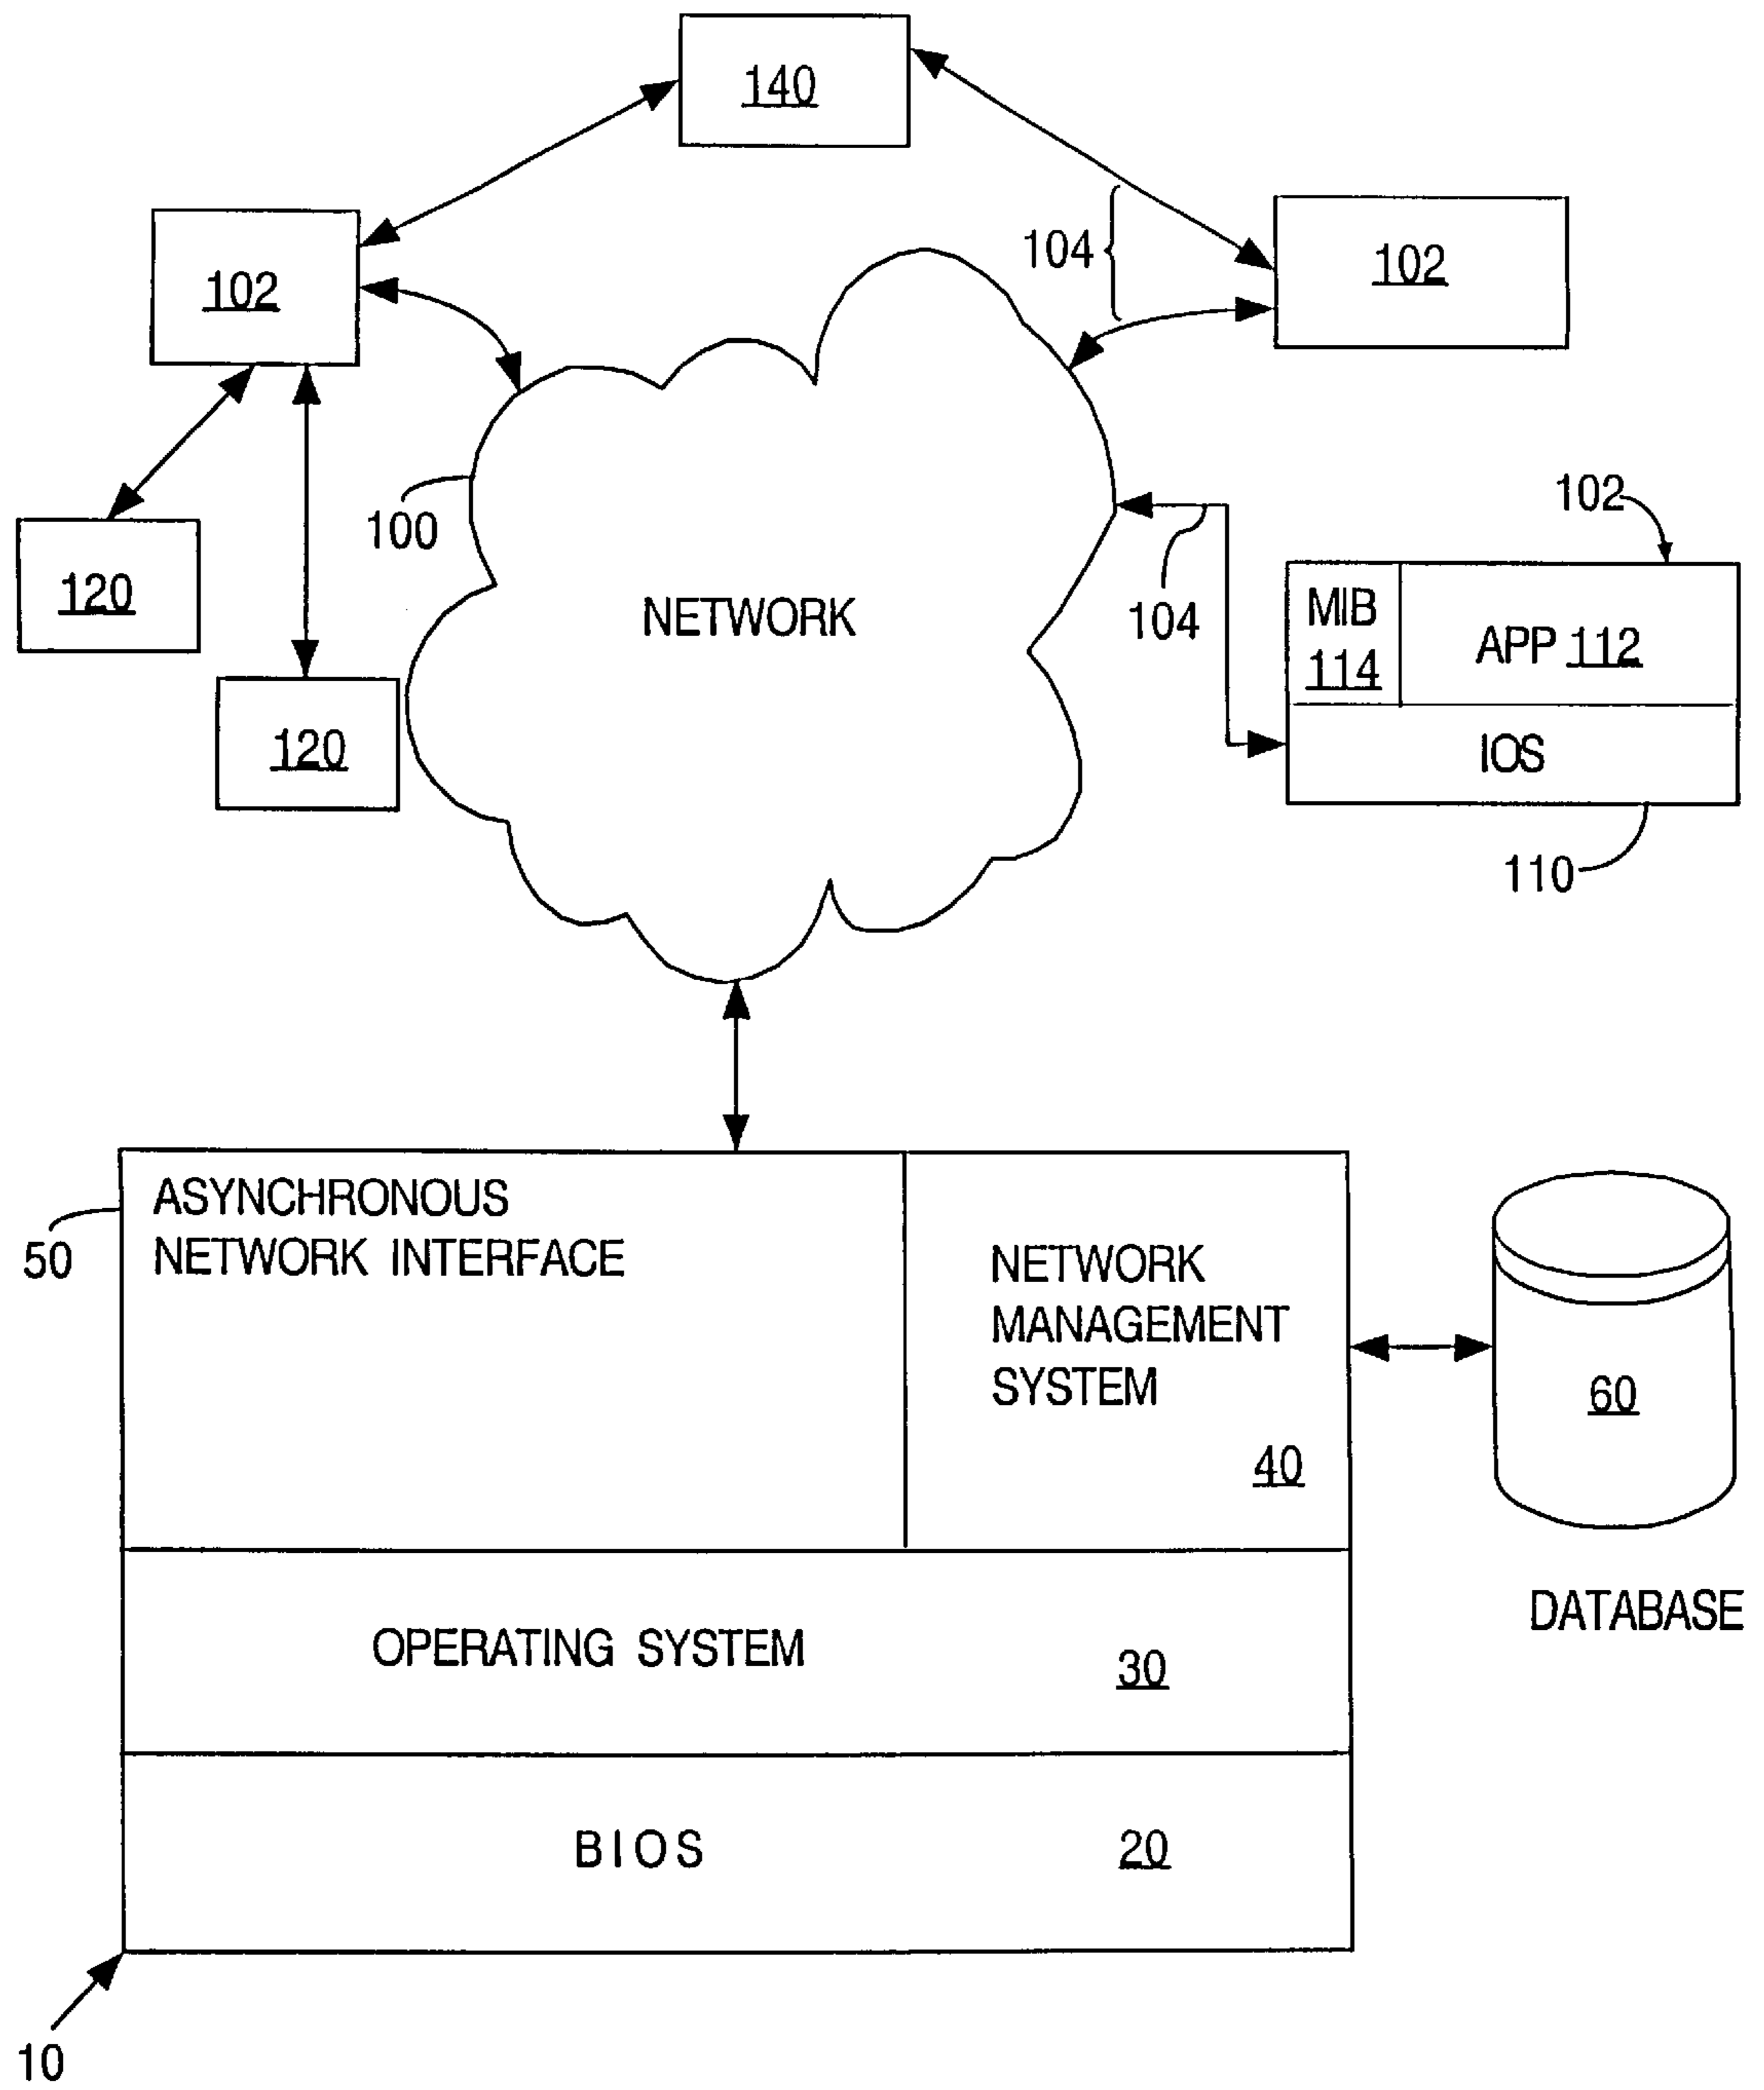 140
102
104
102
100
120
120
NETWORK
104
102
MIB
114
APP 112
IOS
110
50
ASYNCHRONOUS
NETWORK INTERFACE
NETWORK
MANAGEMENT
SYSTEM
40
60
DATABASE
OPERATING SYSTEM 30
BIOS 20
10